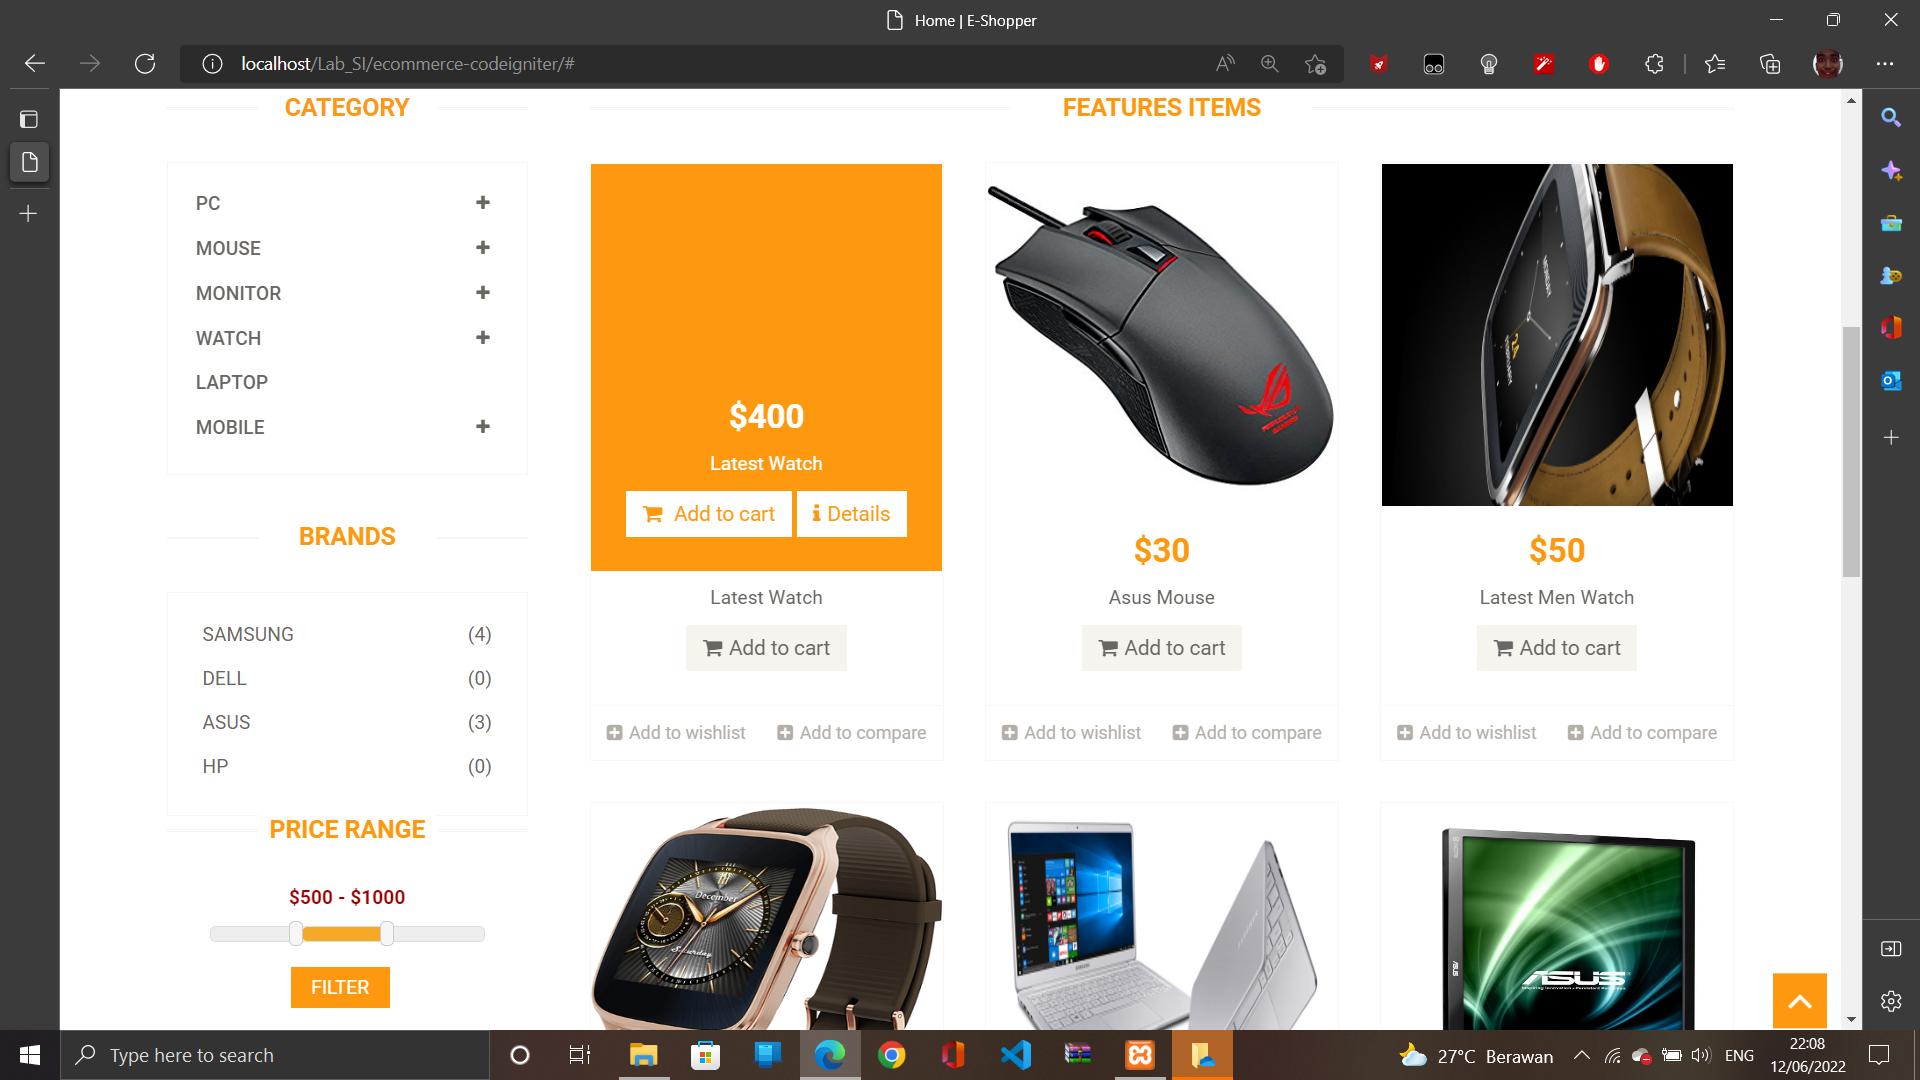 Home | E-Shopper
localhost/Lab_SI/ecommerce-codeigniter/#
CATEGORY
PC
MOUSE
MONITOR
WATCH
LAPTOP
MOBILE
BRANDS
SAMSUNG (4)
DELL (0)
ASUS (3)
HP (0)
PRICE RANGE
$500 - $1000
FILTER
FEATURES ITEMS
$400
Latest Watch
Add to cart Details
Latest Watch
Add to cart
Add to wishlist Add to compare
$30
Asus Mouse
Add to cart
Add to wishlist Add to compare
MONDAY
$50
Latest Men Watch
Add to cart
Add to wishlist Add to compare
December
Saturday
ASUS
Type here to search
27°C Berawan
ENG
22:08
12/06/2022